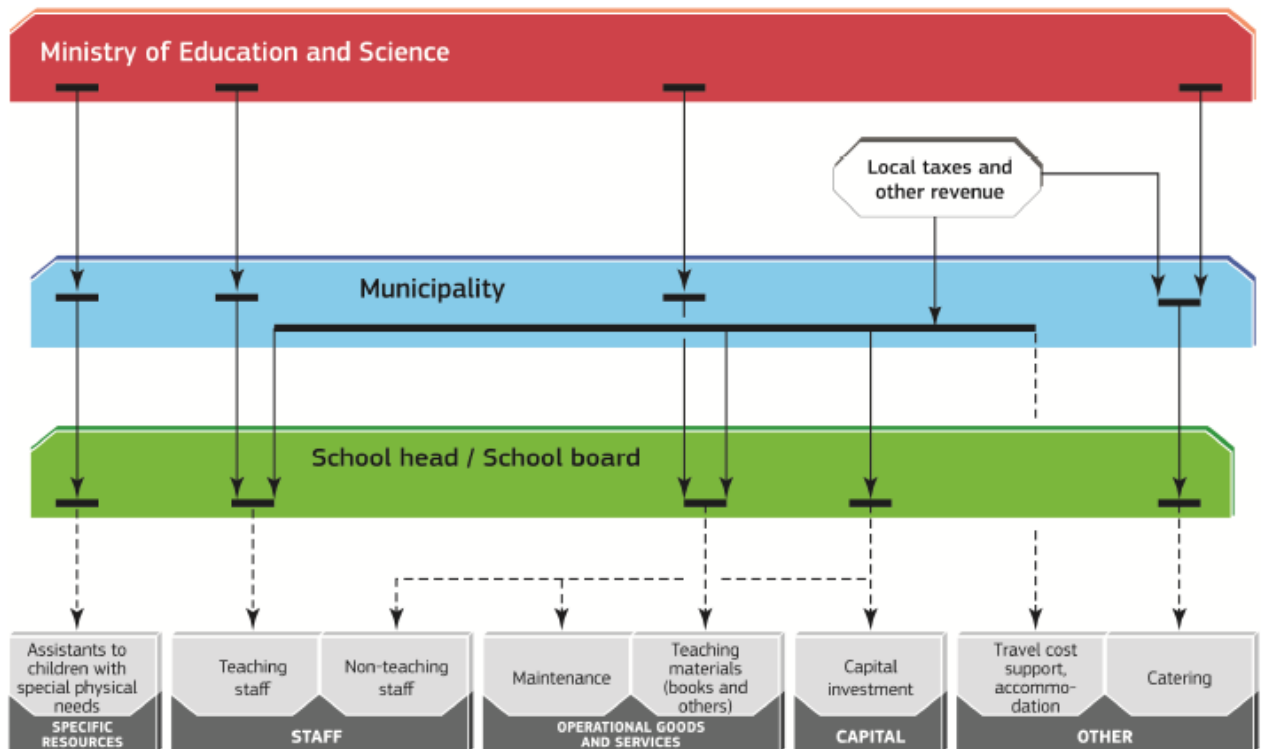 Ministry of Education and Science
Local taxes and
other revenue
Municipality
School head / School board
Assistants to
children with
special physical
needs
SPECIFIC
RESOURCES
Teaching
staff
Non-teaching
staff
STAFF
Maintenance
Teaching
materials
(books and
others)
OPERATIONAL GOODS
AND SERVICES
Capital
investment
CAPITAL
Travel cost
support,
accommo-
dation
Catering
OTHER